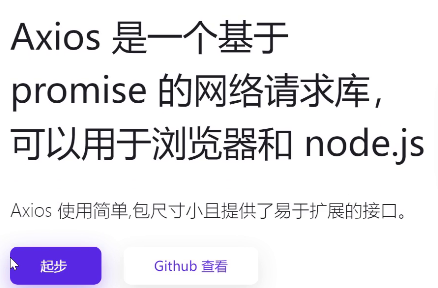 Axios 是一个基于
promise 的网络请求库，
可以用于浏览器和 node.js
Axios 使用简单,包尺寸小且提供了易于扩展的接口。
起步
Github 查看